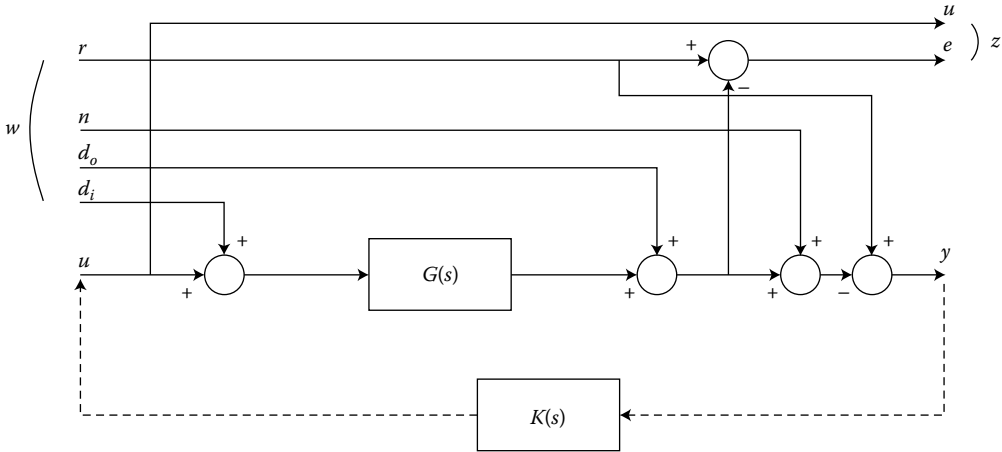 u
r + e z
−
n
w
d_o
d_i
+ + + +
u G(s) y
+ + + −
K(s)